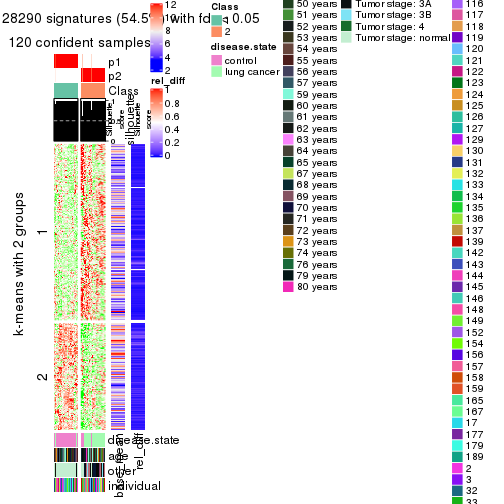 28290 signatures (54.5%) with fdr < 0.05
120 confident samples
p1
p2
Class
Silhouette
score
silhouette
score
1
0.5
0
k-means with 2 groups
1
2
disease.state
age
other
individual
base_mean
rel_diff
12
10
8
6
4
2
0
rel_diff
1
0.8
0.6
0.4
0.2
0
Class
1
2
disease.state
control
lung cancer
50 years
51 years
52 years
53 years
54 years
55 years
56 years
57 years
59 years
60 years
61 years
62 years
63 years
64 years
65 years
67 years
68 years
69 years
70 years
71 years
72 years
73 years
74 years
76 years
79 years
80 years
Tumor stage: 3A
Tumor stage: 3B
Tumor stage: 4
Tumor stage: normal
116
117
118
120
121
122
123
124
125
126
127
129
130
131
132
133
134
135
136
137
139
142
143
144
145
146
148
149
152
154
156
157
158
159
165
167
17
177
179
189
2
3
32
33